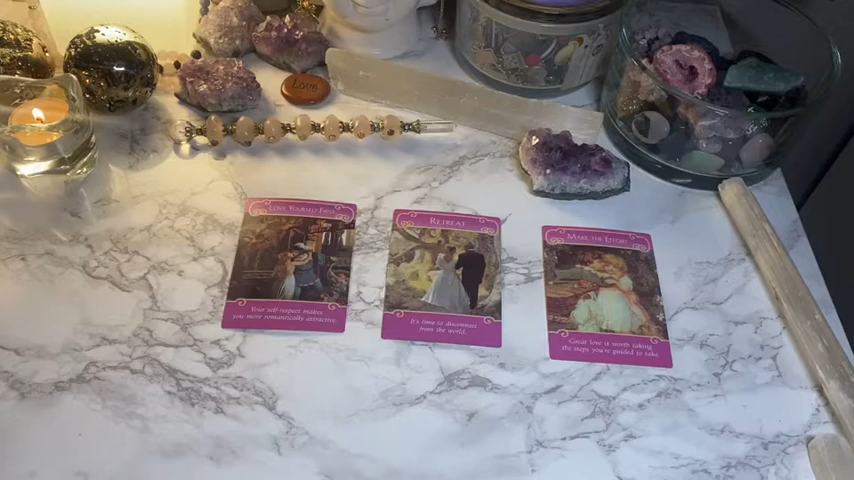 Love
Love Yourself First
Your self-respect makes
you more romantically attractive.
Retreat
It's time to disconnect
from the world.
Make the Effort
Great love is worth taking
the steps you're guided to take.